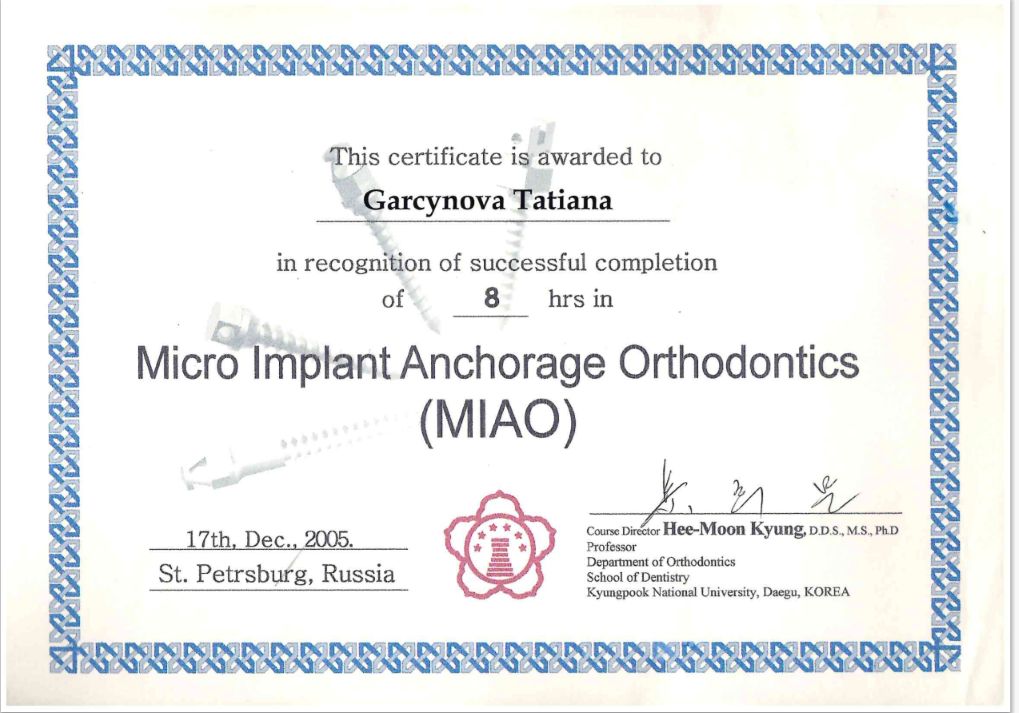 This certificate is awarded to
Garcynova Tatiana
in recognition of successful completion
of 8 hrs in
Micro Implant Anchorage Orthodontics
(MIAO)
17th, Dec., 2005.
St. Petrsburg, Russia
Course Director Hee-Moon Kyung, D.D.S., M.S., Ph.D
Professor
Department of Orthodontics
School of Dentistry
Kyungpook National University, Daegu, KOREA